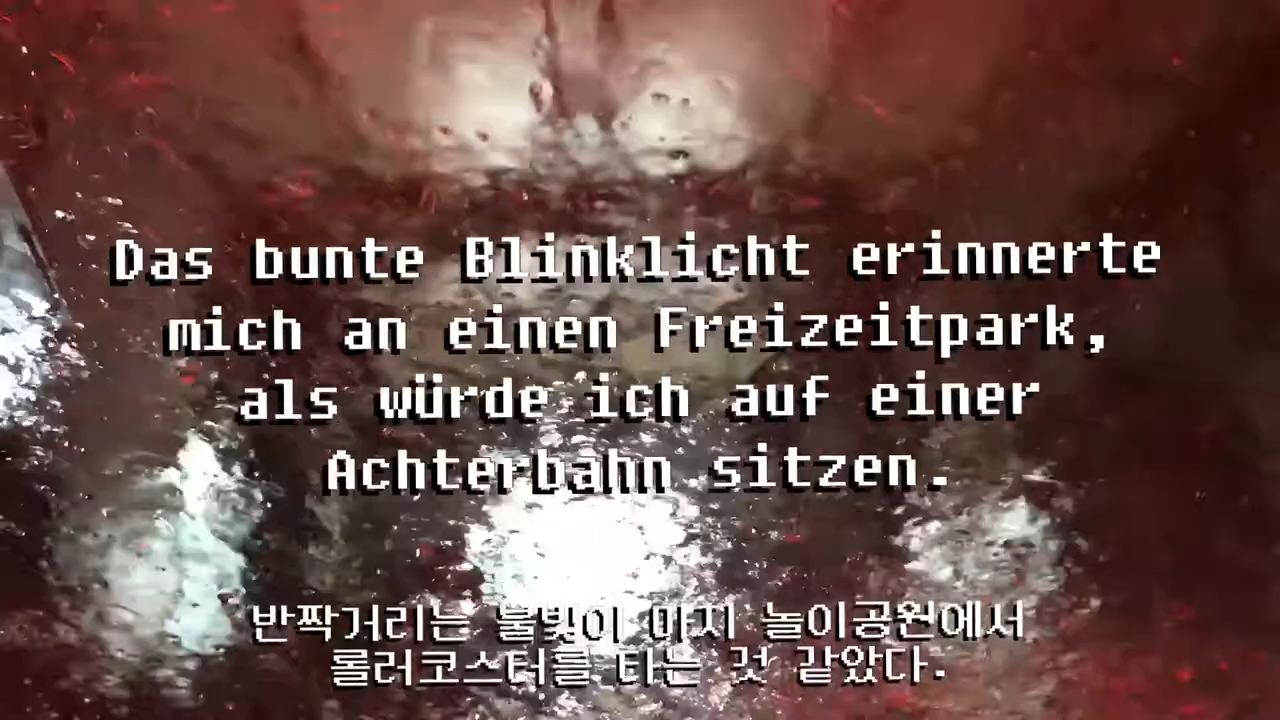 Das bunte Blinklicht erinnerte
mich an einen Freizeitpark,
als würde ich auf einer
Achterbahn sitzen.
반짝거리는 불빛이 마치 놀이공원에서
롤러코스터를 타는 것 같았다.